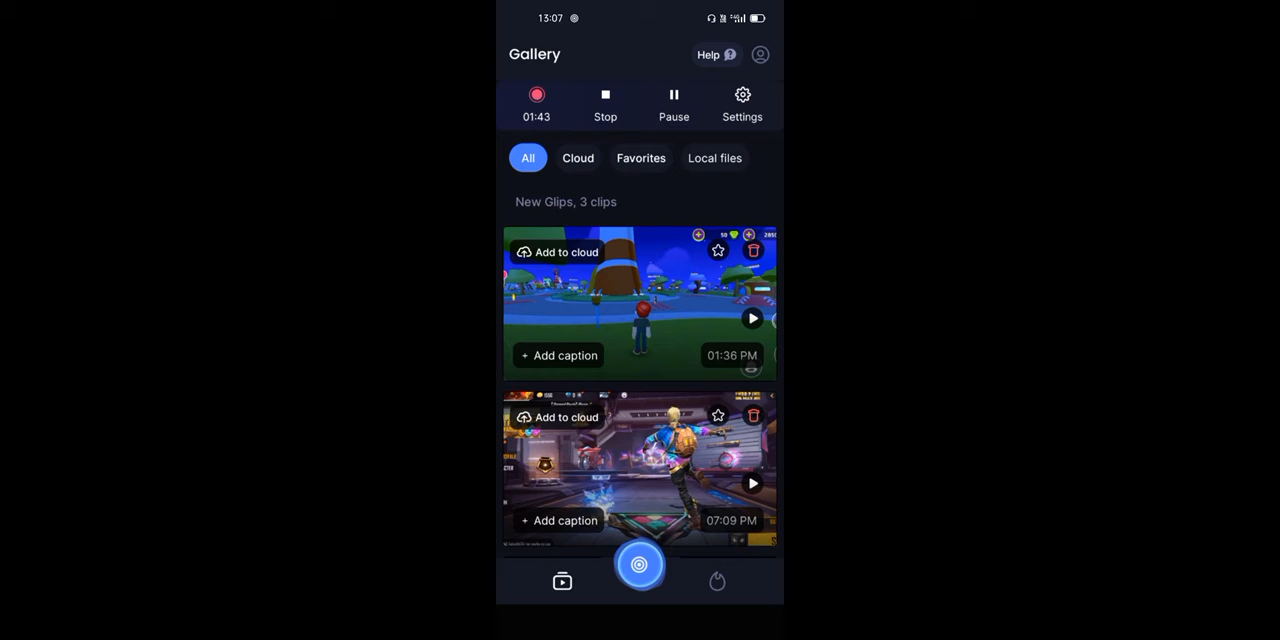 13:07
Gallery
Help
01:43
Stop
Pause
Settings
All
Cloud
Favorites
Local files
New Glips, 3 clips
50
Add to cloud
+ Add caption
01:36 PM
Add to cloud
+ Add caption
07:09 PM